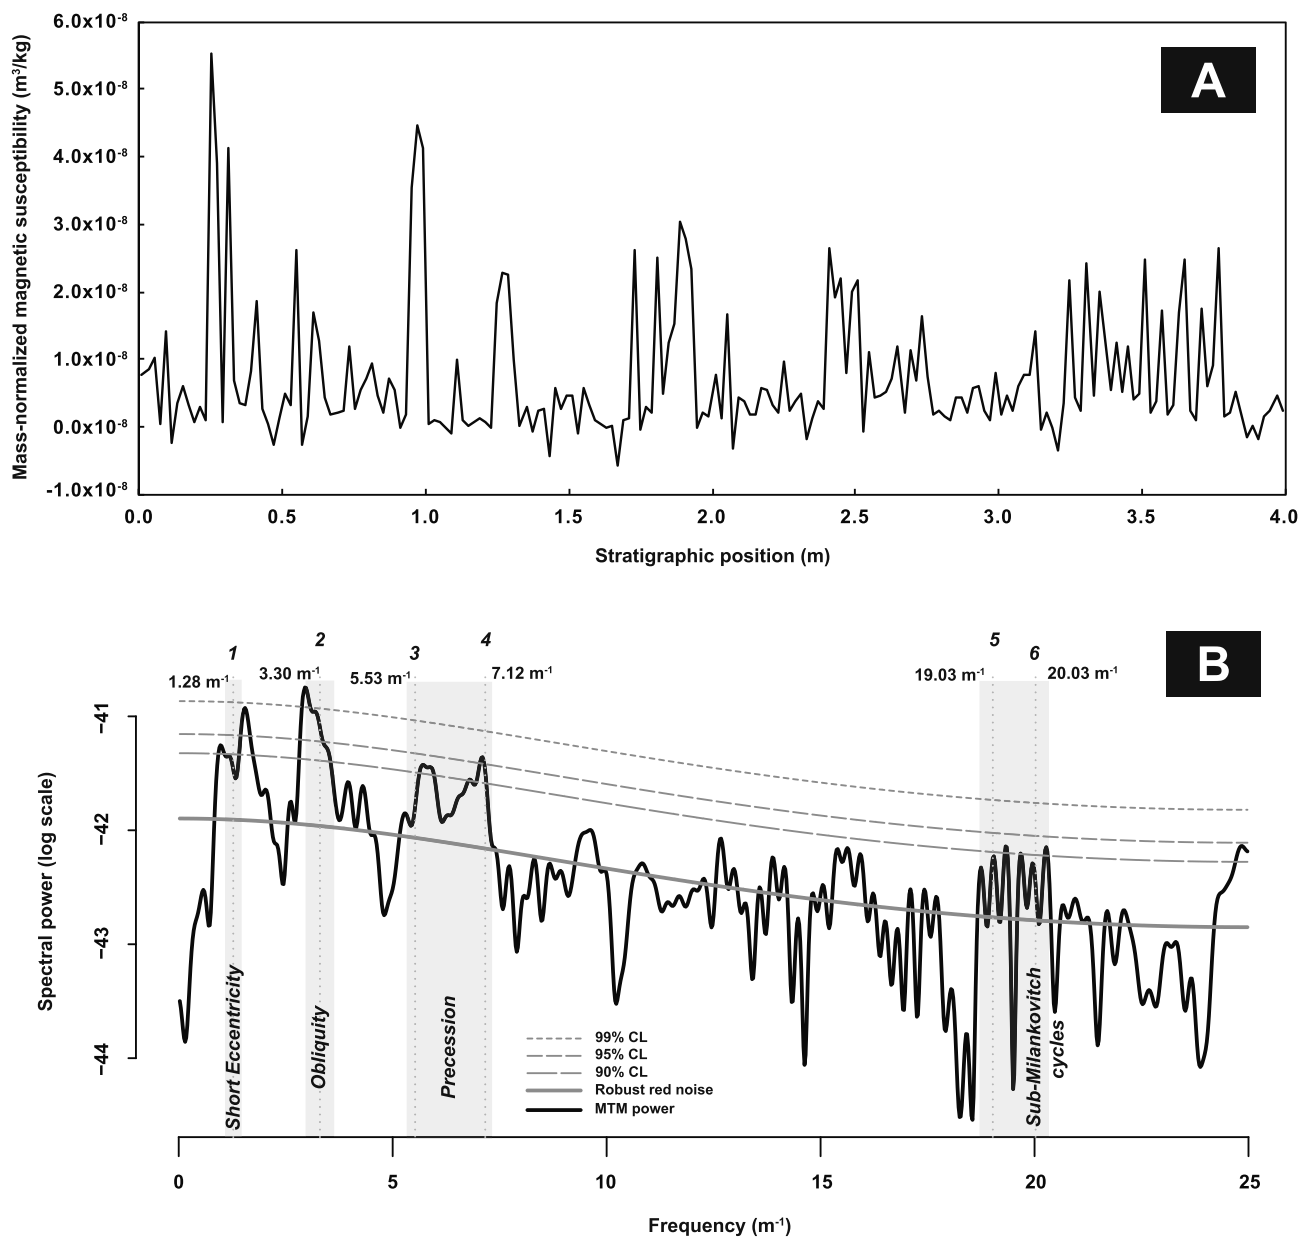 6.0x10-8
5.0x10-8
4.0x10-8
3.0x10-8
2.0x10-8
1.0x10-8
0.0x10-8
-1.0x10-8
Mass-normalized magnetic susceptibility (m3/kg)
A
0.0 0.5 1.0 1.5 2.0 2.5 3.0 3.5 4.0
Stratigraphic position (m)
B
1 2 3 4 5 6
1.28 m-1 3.30 m-1 5.53 m-1 7.12 m-1 19.03 m-1 20.03 m-1
−41
−42
−43
−44
Spectral power (log scale)
Short Eccentricity
Obliquity
Precession
Sub-Milankovitch
cycles
99% CL
95% CL
90% CL
Robust red noise
MTM power
0 5 10 15 20 25
Frequency (m-1)